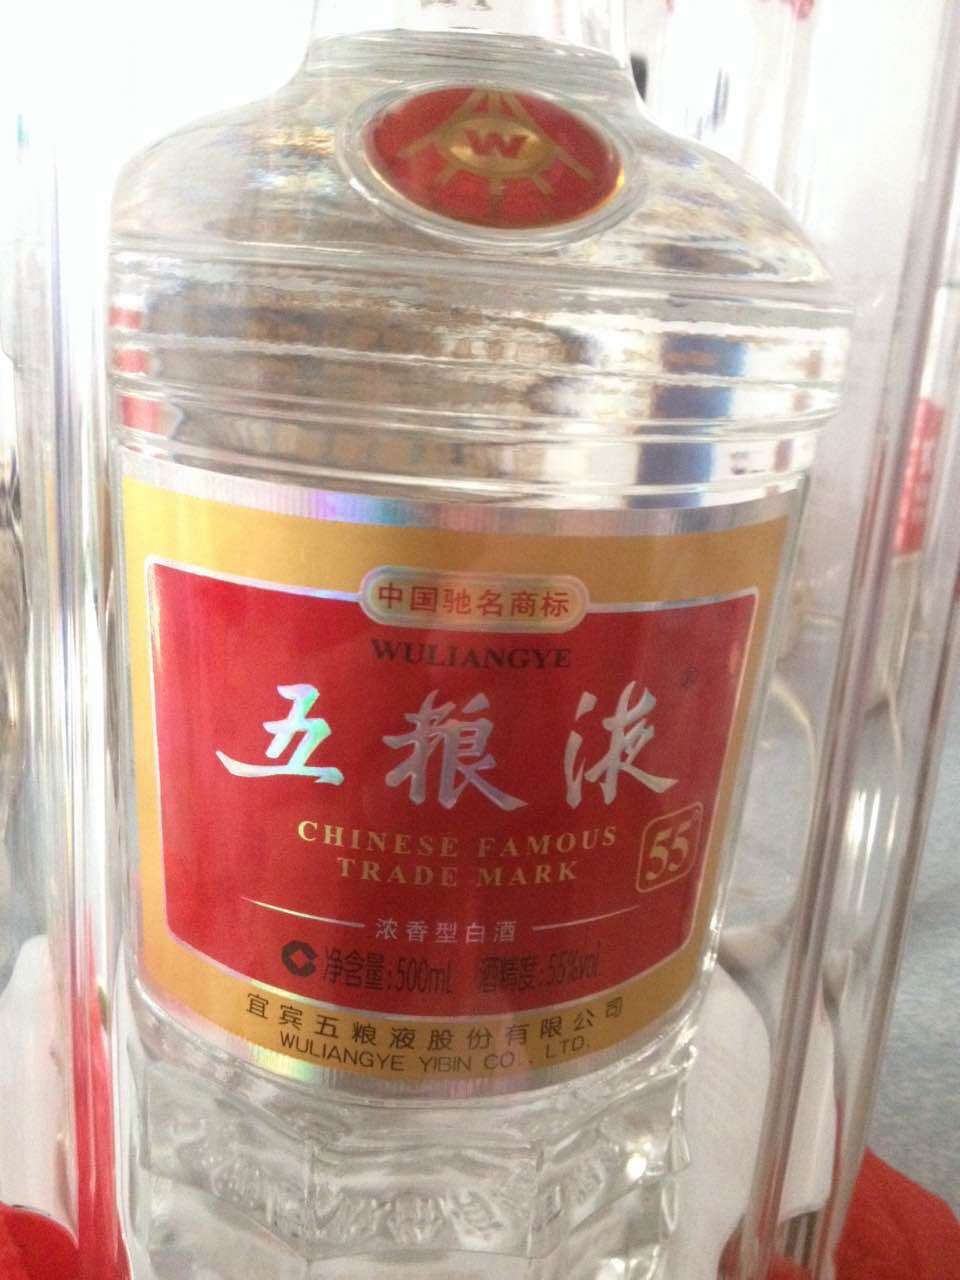 W
中国驰名商标
WULIANGYE
五粮液
CHINESE FAMOUS
TRADE MARK
55°
浓香型白酒
净含量:500mL 酒精度:55%vol
宜宾五粮液股份有限公司
WULIANGYE YIBIN CO., LTD.